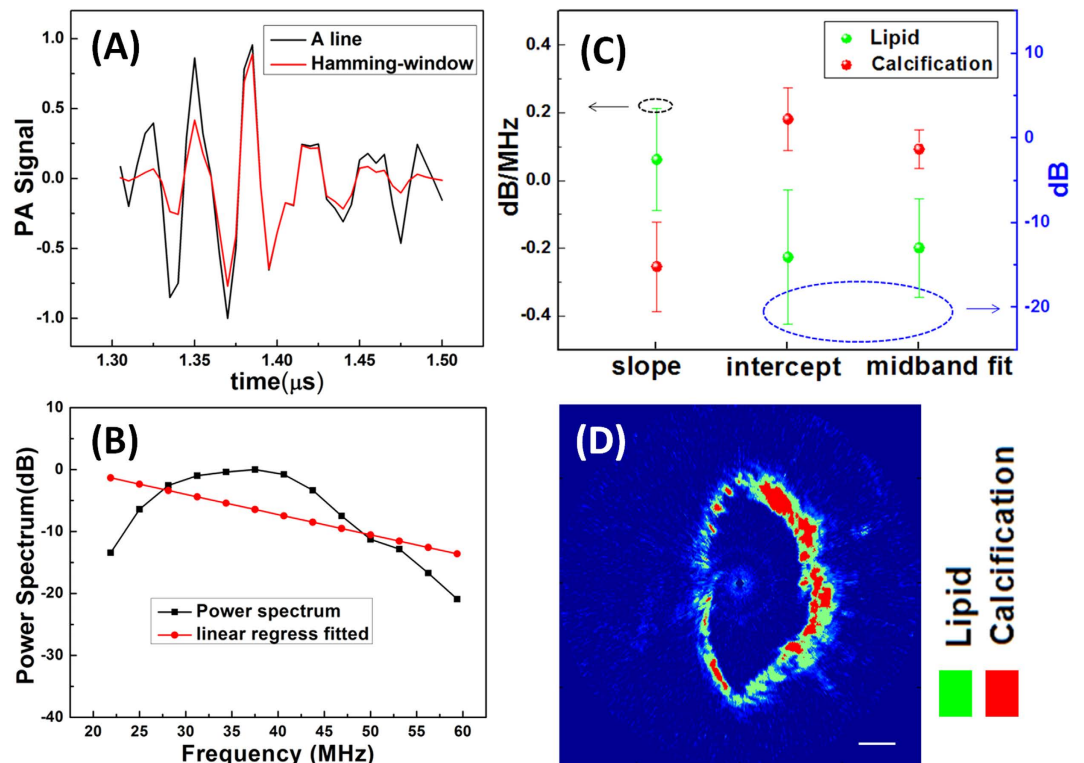 (A)
A line
Hamming-window
1.0
0.5
0.0
-0.5
-1.0
PA Signal
1.30
1.35
1.40
1.45
1.50
time(μs)
(C)
Lipid
Calcification
0.4
0.2
0.0
-0.2
-0.4
dB/MHz
10
0
-10
-20
dB
slope
intercept
midband fit
(B)
10
0
-10
-20
-30
-40
Power Spectrum(dB)
Power spectrum
linear regress fitted
20
25
30
35
40
45
50
55
60
Frequency (MHz)
(D)
Lipid
Calcification